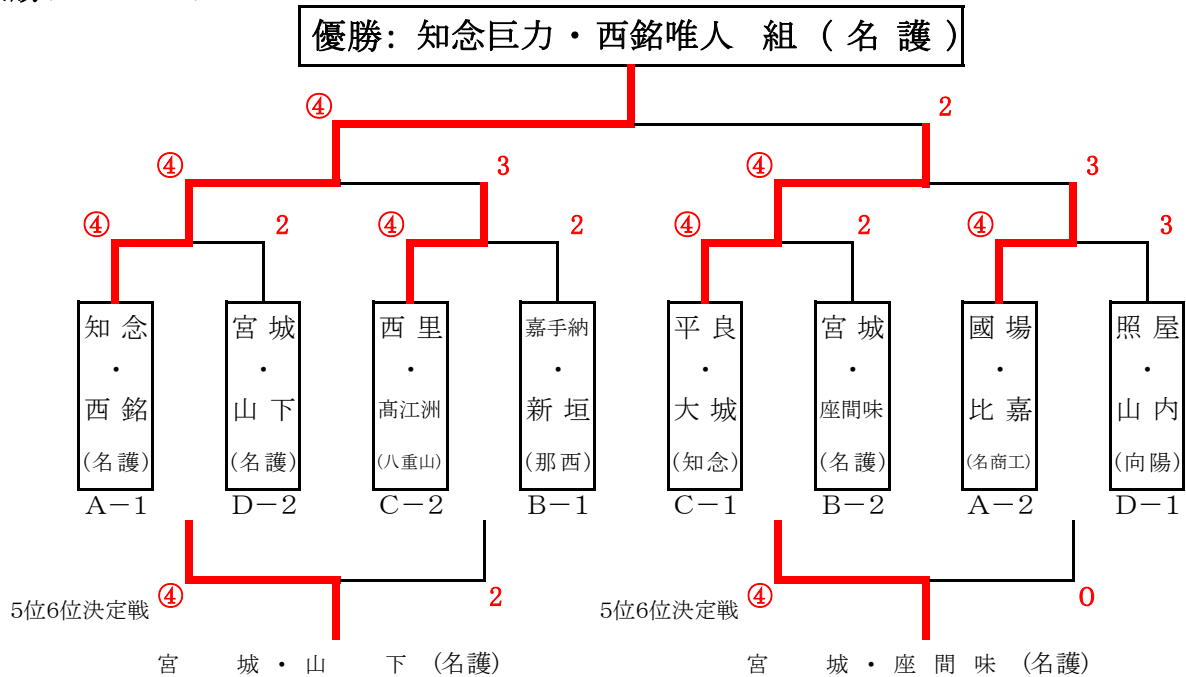 優勝: 知念巨力・西銘唯人 組 ( 名 護 )
④ 2
④ 3 ④ 3
④ 2 ④ 2 ④ 2 ④ 3
知念・西銘(名護)
A－1
宮城・山下(名護)
D－2
西里・髙江洲(八重山)
C－2
嘉手納・新垣(那西)
B－1
平良・大城(知念)
C－1
宮城・座間味(名護)
B－2
國場・比嘉(名商工)
A－2
照屋・山内(向陽)
D－1
④ 2 ④ 0
5位6位決定戦 5位6位決定戦
宮 城・山 下 (名護) 宮 城・座 間 味 (名護)